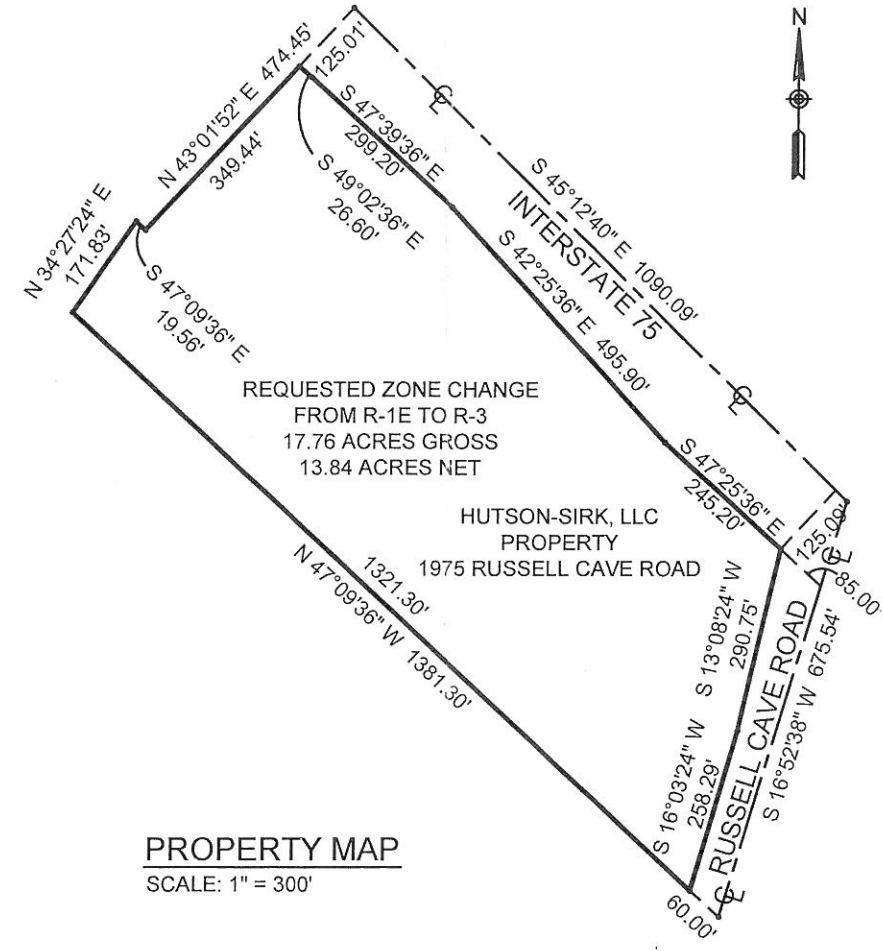 N
N 43°01'52" E 474.45'
349.44'
125.01'
S 47°39'36" E
299.20'
S 49°02'36" E
26.60'
N 34°27'24" E
171.83'
S 47°09'36" E
19.56'
S 45°12'40" E 1090.09'
INTERSTATE 75
S 42°25'36" E 495.90'
REQUESTED ZONE CHANGE
FROM R-1E TO R-3
17.76 ACRES GROSS
13.84 ACRES NET
S 47°25'36" E
245.20'
HUTSON-SIRK, LLC
PROPERTY
1975 RUSSELL CAVE ROAD
125.09'
85.00'
1321.30'
N 47°09'36" W 1381.30'
S 13°08'24" W
290.75'
S 16°03'24" W
258.29'
RUSSELL CAVE ROAD
S 16°52'38" W 675.54'
60.00'
PROPERTY MAP
SCALE: 1" = 300'